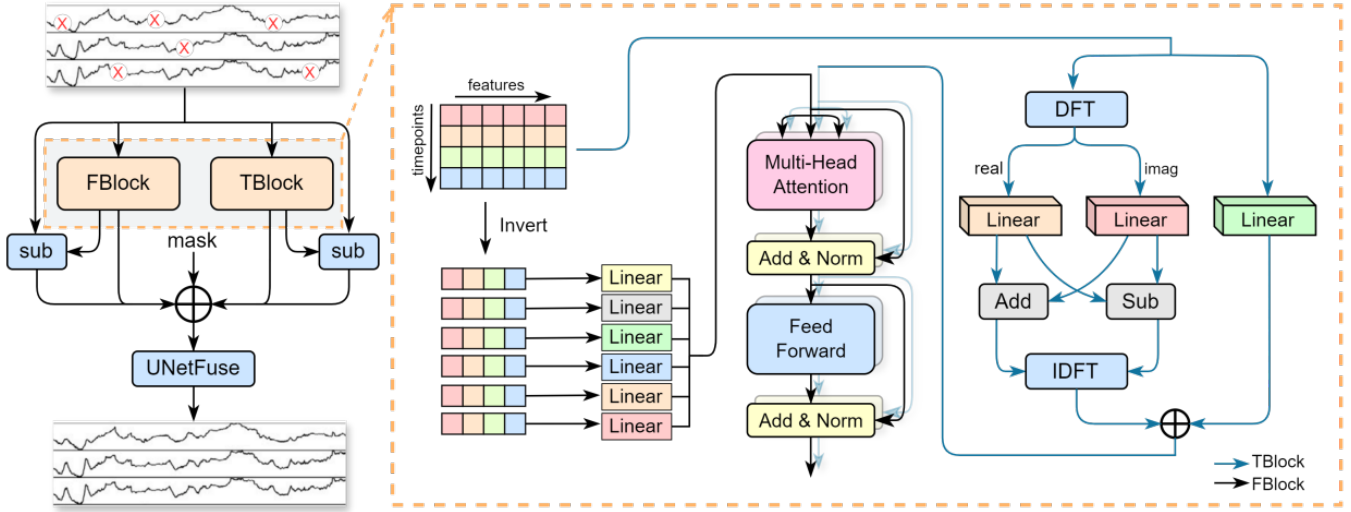 X
X
X
X
X
X
FBlock
TBlock
sub
mask
sub
UNetFuse
features
timepoints
Invert
Linear
Linear
Linear
Linear
Linear
Linear
Multi-Head
Attention
Add & Norm
Feed
Forward
Add & Norm
DFT
real
imag
Linear
Linear
Linear
Add
Sub
IDFT
TBlock
FBlock